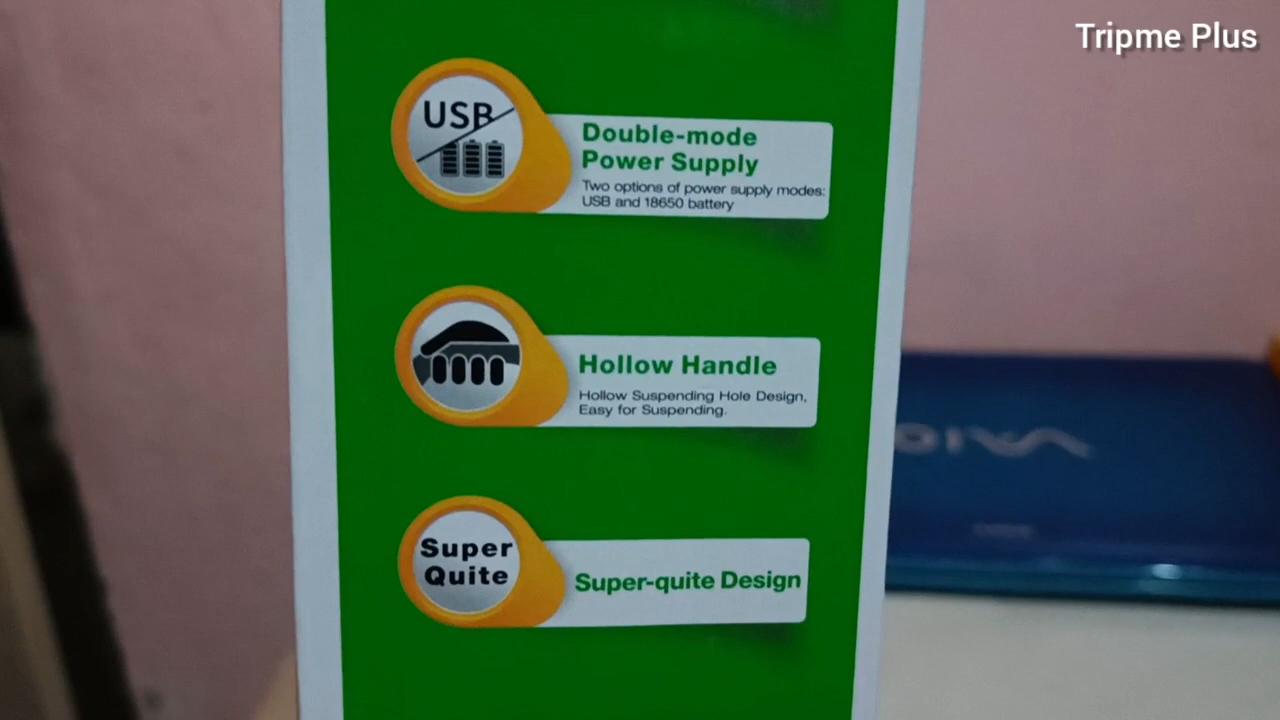 Tripme Plus
USB
Double-mode
Power Supply
Two options of power supply modes:
USB and 18650 battery
Hollow Handle
Hollow Suspending Hole Design,
Easy for Suspending.
VAIO
Super
Quite
Super-quite Design